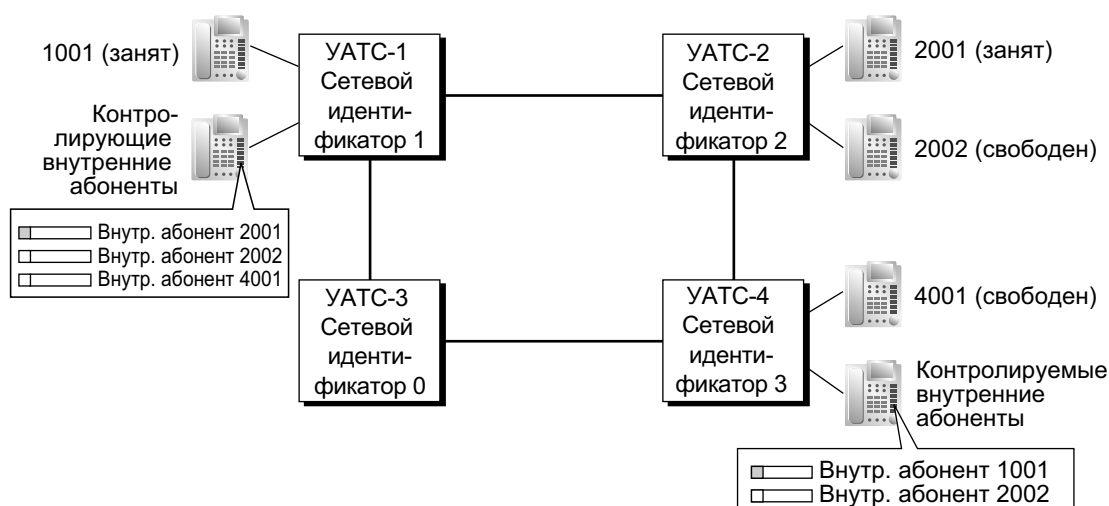 1001 (занят)
Контро-
лирующие
внутренние
абоненты
Внутр. абонент 2001
Внутр. абонент 2002
Внутр. абонент 4001
УАТС-1
Сетевой
иденти-
фикатор 1
УАТС-2
Сетевой
иденти-
фикатор 2
2001 (занят)
2002 (свободен)
УАТС-3
Сетевой
иденти-
фикатор 0
УАТС-4
Сетевой
иденти-
фикатор 3
4001 (свободен)
Контролируемые
внутренние
абоненты
Внутр. абонент 1001
Внутр. абонент 2002